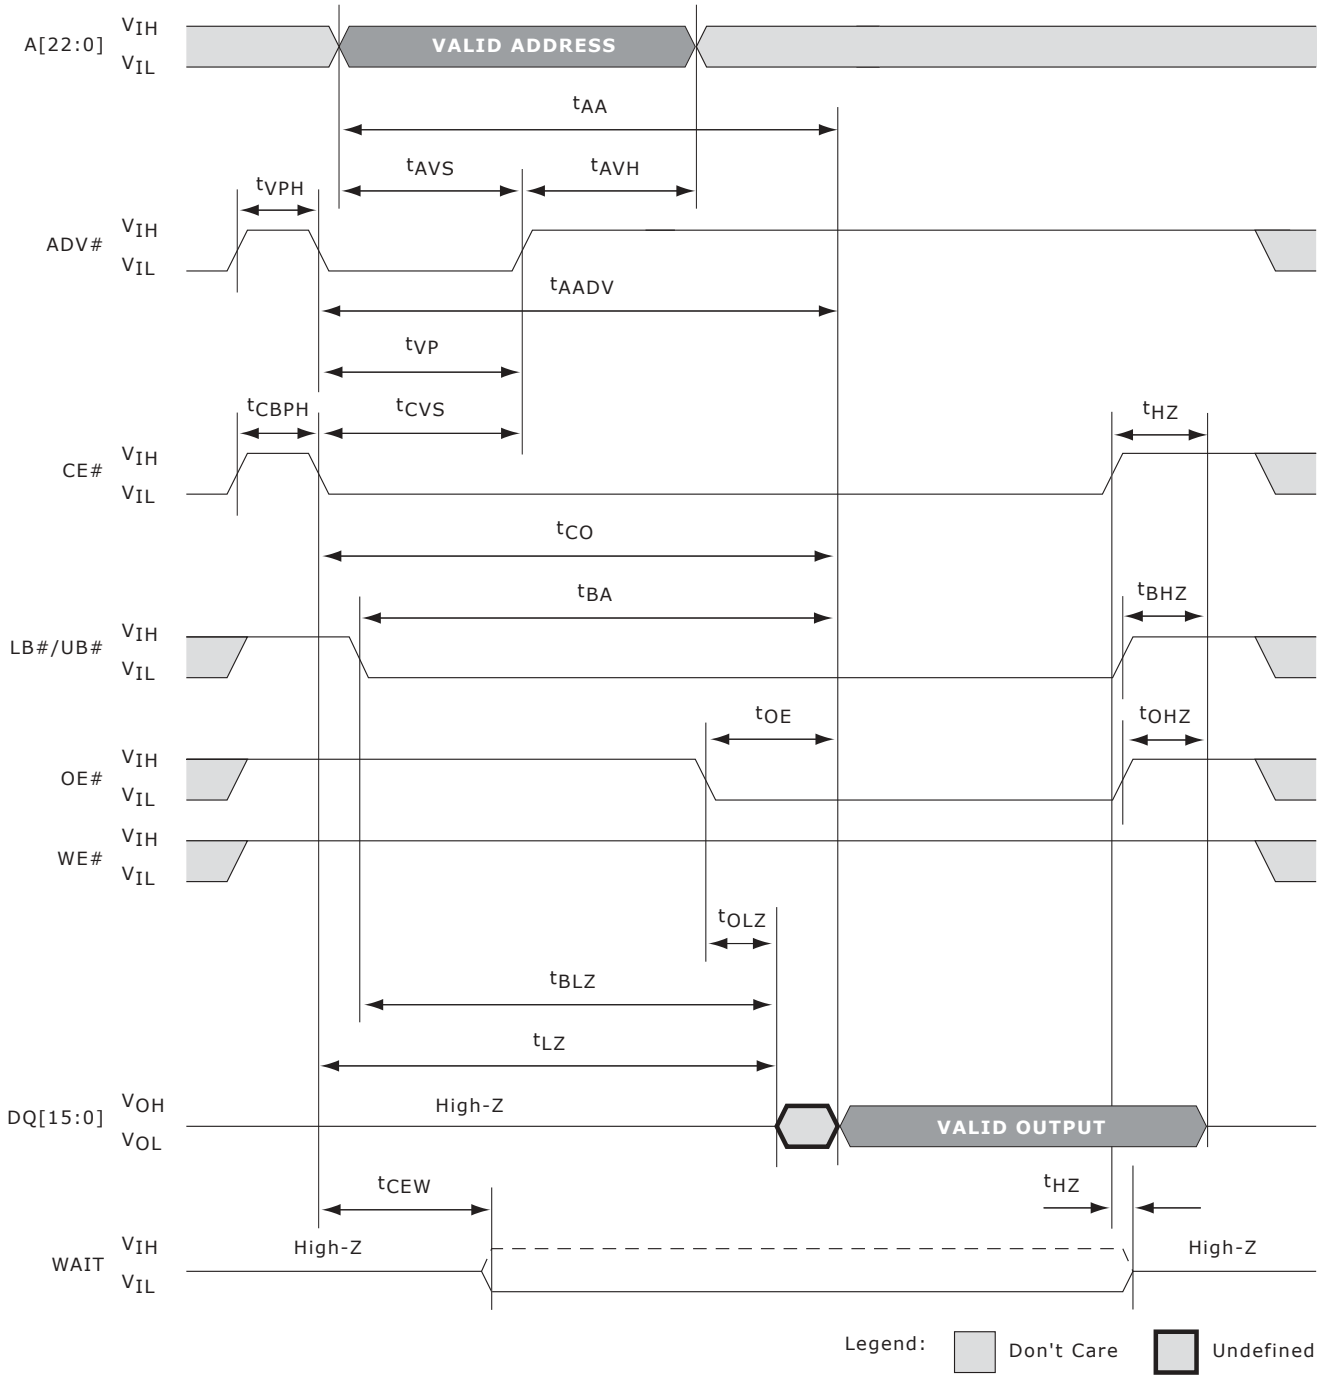 A[22:0] VIH VALID ADDRESS
VIL
tAA
tAVS tAVH
tVPH
ADV# VIH
VIL
tAADV
tVP
tCBPH tCVS tHZ
CE# VIH
VIL
tCO
tBA tBHZ
LB#/UB# VIH
VIL
tOE tOHZ
OE# VIH
VIL
WE# VIH
VIL
tOLZ
tBLZ
tLZ
DQ[15:0] VOH High-Z VALID OUTPUT
VOL
tCEW tHZ
WAIT VIH High-Z High-Z
VIL
Legend: Don't Care Undefined